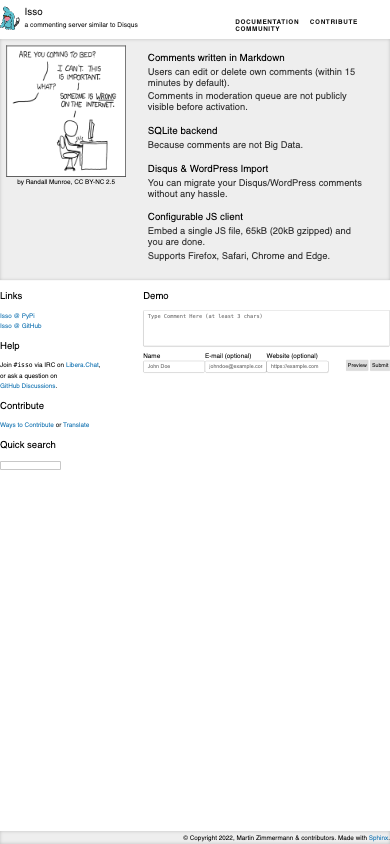 Isso
a commenting server similar to Disqus
DOCUMENTATION CONTRIBUTE
COMMUNITY
ARE YOU COMING TO BED?
I CAN'T. THIS
IS IMPORTANT.
WHAT?
SOMEONE IS WRONG
ON THE INTERNET.
by Randall Munroe, CC BY-NC 2.5
Comments written in Markdown
Users can edit or delete own comments (within 15
minutes by default).
Comments in moderation queue are not publicly
visible before activation.
SQLite backend
Because comments are not Big Data.
Disqus & WordPress Import
You can migrate your Disqus/WordPress comments
without any hassle.
Configurable JS client
Embed a single JS file, 65kB (20kB gzipped) and
you are done.
Supports Firefox, Safari, Chrome and Edge.
Links
Isso @ PyPi
Isso @ GitHub
Help
Join #isso via IRC on Libera.Chat,
or ask a question on
GitHub Discussions.
Contribute
Ways to Contribute or Translate
Quick search
Demo
Type Comment Here (at least 3 chars)
Name E-mail (optional) Website (optional)
John Doe johndoe@example.com https://example.com Preview Submit
© Copyright 2022, Martin Zimmermann & contributors. Made with Sphinx.